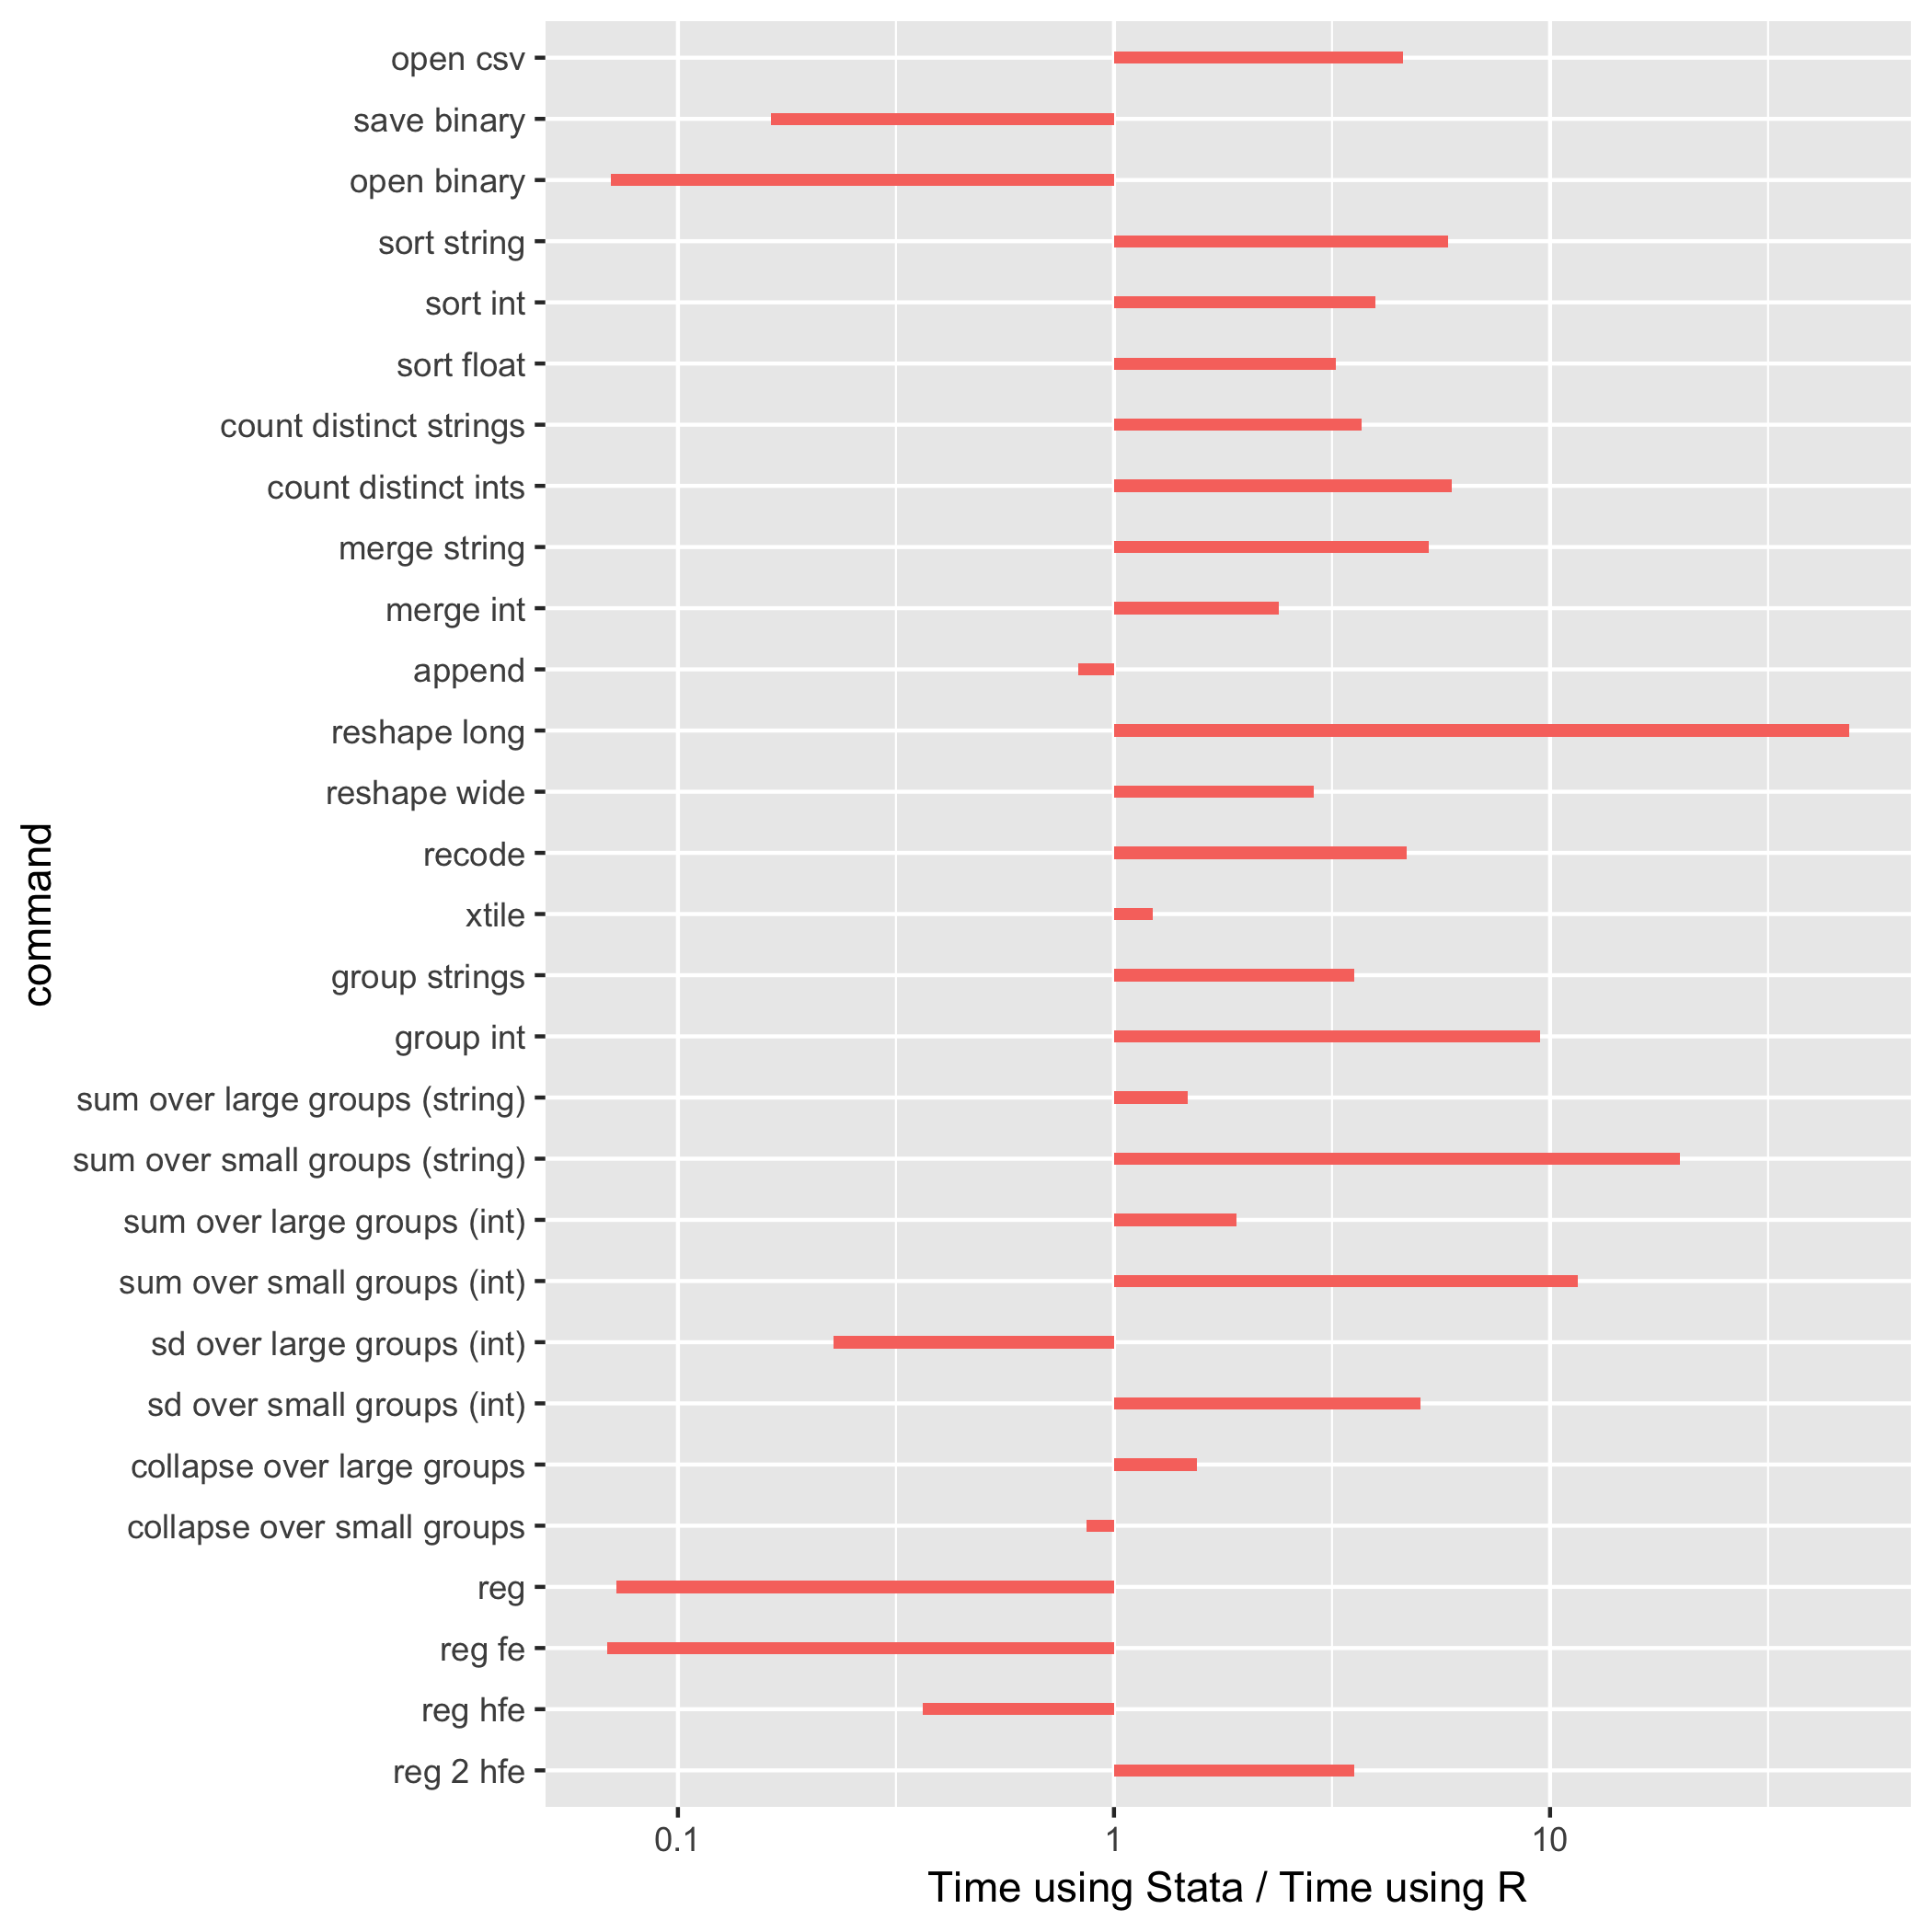 open csv
save binary
open binary
sort string
sort int
sort float
count distinct strings
count distinct ints
merge string
merge int
append
reshape long
reshape wide
recode
xtile
group strings
group int
sum over large groups (string)
sum over small groups (string)
sum over large groups (int)
sum over small groups (int)
sd over large groups (int)
sd over small groups (int)
collapse over large groups
collapse over small groups
reg
reg fe
reg hfe
reg 2 hfe
command
0.1 1 10
Time using Stata / Time using R